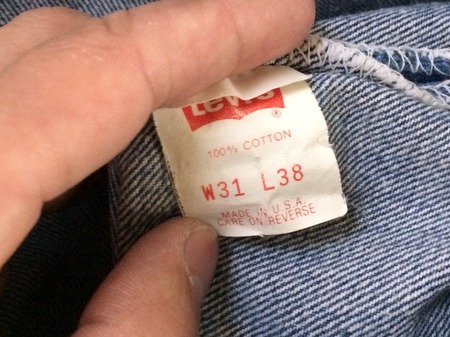 Levi's
®
100% COTTON
W31 L38
MADE IN U.S.A.
CARE ON REVERSE